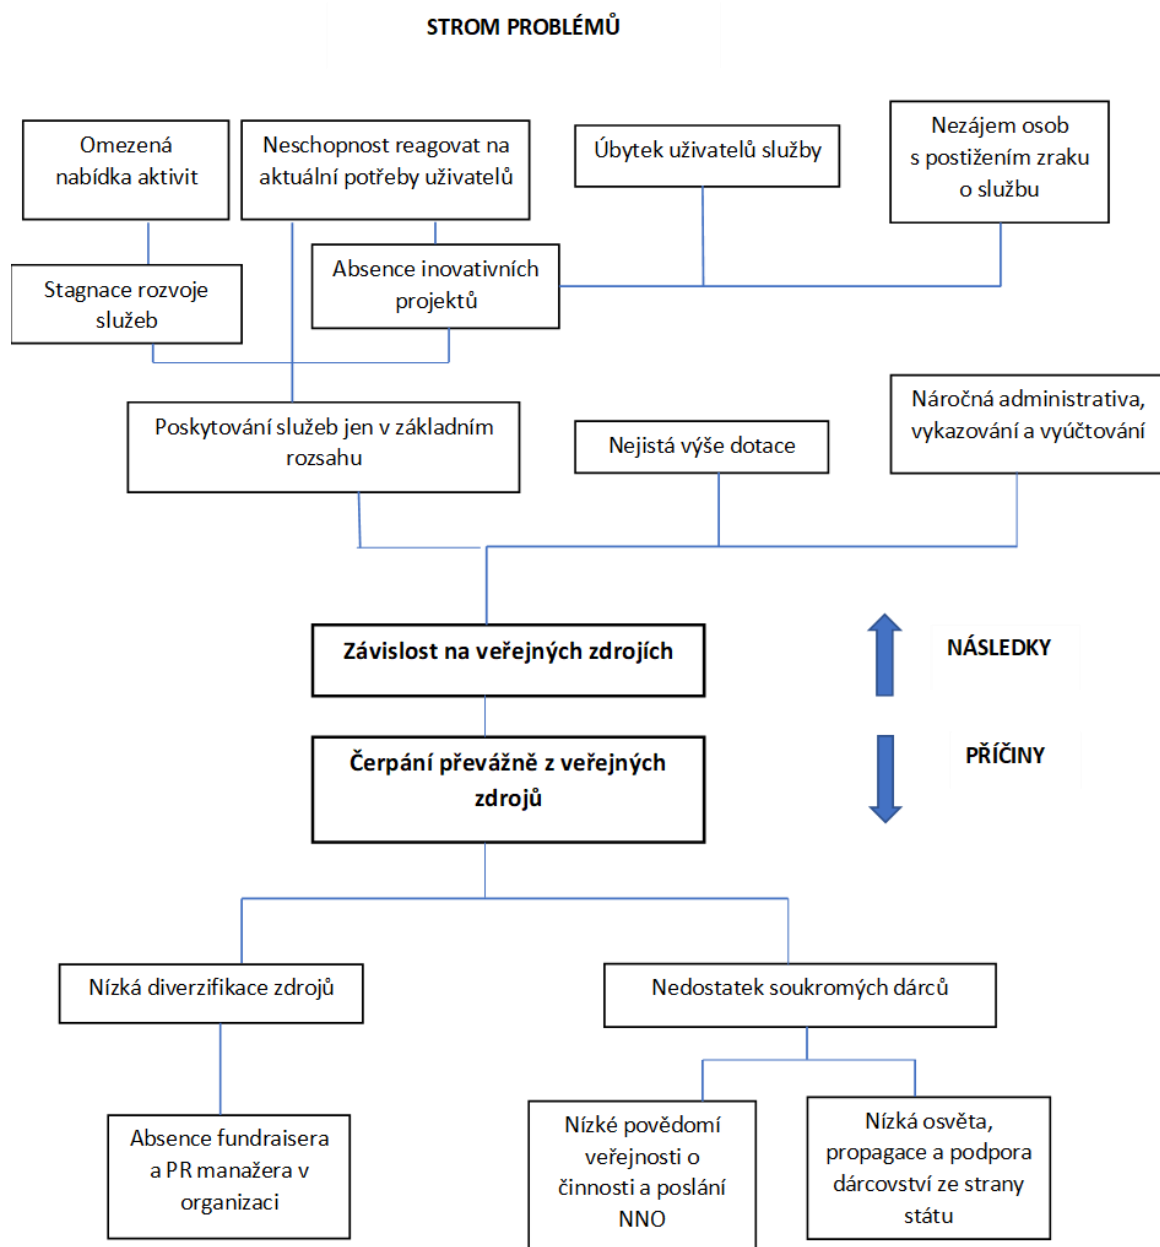 STROM PROBLÉMŮ
Omezená
nabídka aktivit
Neschopnost reagovat na
aktuální potřeby uživatelů
Úbytek uživatelů služby
Nezájem osob
s postižením zraku
o službu
Stagnace rozvoje
služeb
Absence inovativních
projektů
Poskytování služeb jen v základním
rozsahu
Nejistá výše dotace
Náročná administrativa,
vykazování a vyúčtování
Závislost na veřejných zdrojích
NÁSLEDKY
Čerpání převážně z veřejných
zdrojů
PŘÍČINY
Nízká diverzifikace zdrojů
Nedostatek soukromých dárců
Absence fundraisera
a PR manažera v
organizaci
Nízké povědomí
veřejnosti o
činnosti a poslání
NNO
Nízká osvěta,
propagace a podpora
dárcovství ze strany
státu